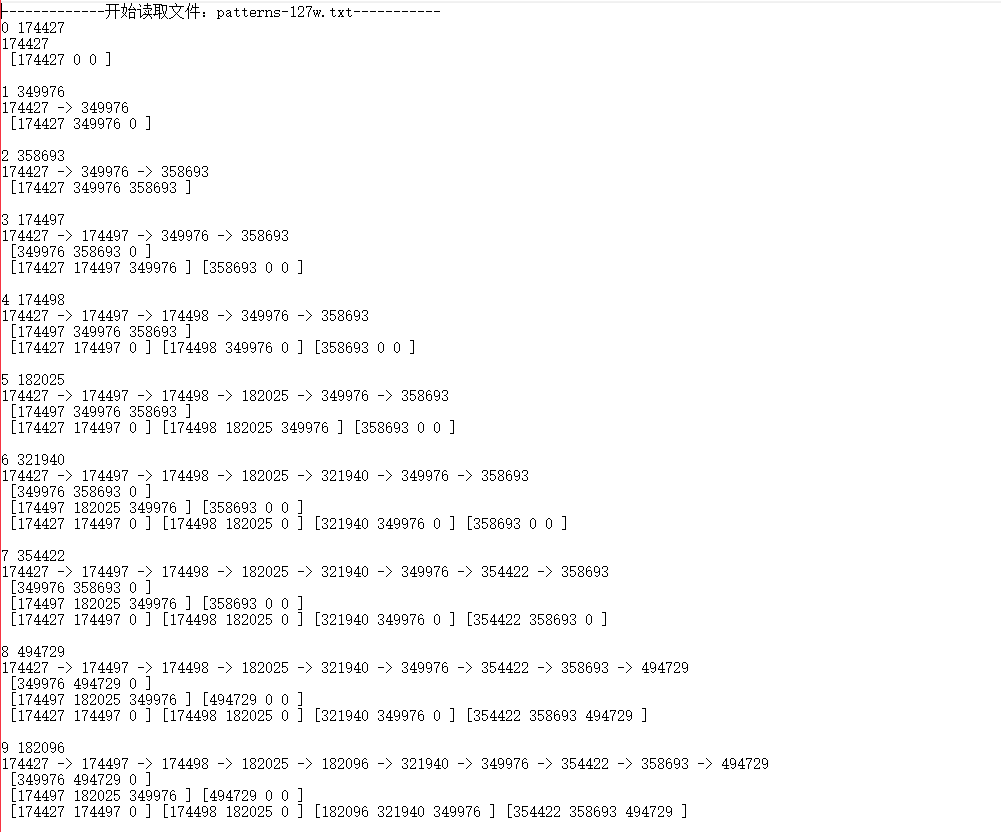 -------------开始读取文件：patterns-127w.txt-----------
0 174427
174427
[174427 0 0 ]
1 349976
174427 -> 349976
[174427 349976 0 ]
2 358693
174427 -> 349976 -> 358693
[174427 349976 358693 ]
3 174497
174427 -> 174497 -> 349976 -> 358693
[349976 358693 0 ]
[174427 174497 349976 ] [358693 0 0 ]
4 174498
174427 -> 174497 -> 174498 -> 349976 -> 358693
[174497 349976 358693 ]
[174427 174497 0 ] [174498 349976 0 ] [358693 0 0 ]
5 182025
174427 -> 174497 -> 174498 -> 182025 -> 349976 -> 358693
[174497 349976 358693 ]
[174427 174497 0 ] [174498 182025 349976 ] [358693 0 0 ]
6 321940
174427 -> 174497 -> 174498 -> 182025 -> 321940 -> 349976 -> 358693
[349976 358693 0 ]
[174497 182025 349976 ] [358693 0 0 ]
[174427 174497 0 ] [174498 182025 0 ] [321940 349976 0 ] [358693 0 0 ]
7 354422
174427 -> 174497 -> 174498 -> 182025 -> 321940 -> 349976 -> 354422 -> 358693
[349976 358693 0 ]
[174497 182025 349976 ] [358693 0 0 ]
[174427 174497 0 ] [174498 182025 0 ] [321940 349976 0 ] [354422 358693 0 ]
8 494729
174427 -> 174497 -> 174498 -> 182025 -> 321940 -> 349976 -> 354422 -> 358693 -> 494729
[349976 494729 0 ]
[174497 182025 349976 ] [494729 0 0 ]
[174427 174497 0 ] [174498 182025 0 ] [321940 349976 0 ] [354422 358693 494729 ]
9 182096
174427 -> 174497 -> 174498 -> 182025 -> 182096 -> 321940 -> 349976 -> 354422 -> 358693 -> 494729
[349976 494729 0 ]
[174497 182025 349976 ] [494729 0 0 ]
[174427 174497 0 ] [174498 182025 0 ] [182096 321940 349976 ] [354422 358693 494729 ]